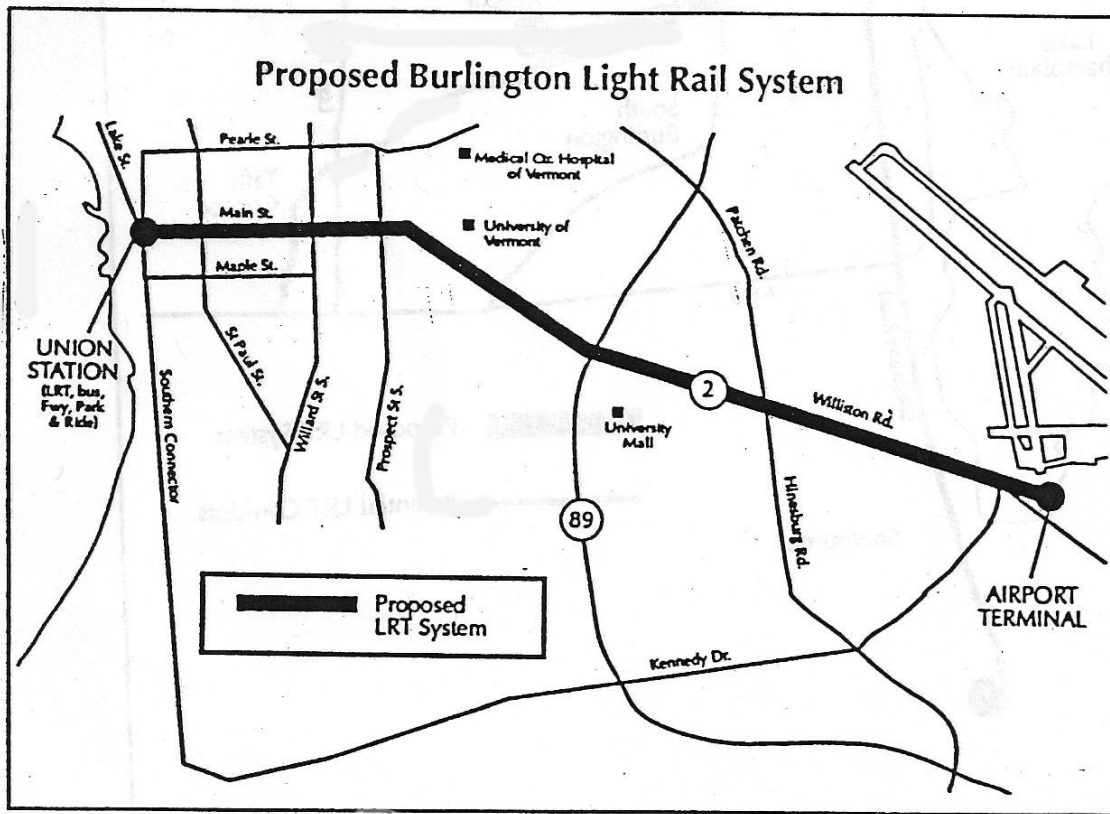 Proposed Burlington Light Rail System
Lake St.
Pearle St.
Medical Ctr. Hospital
of Vermont
Main St.
University of
Vermont
Patchen Rd.
Maple St.
UNION
STATION
(LRT, bus,
Fwy, Park
& Ride)
St Paul St.
Southern Connector
Willard St S.
Prospect St S.
2
Williston Rd.
University
Mall
89
Hinesburg Rd.
AIRPORT
TERMINAL
Proposed
LRT System
Kennedy Dr.